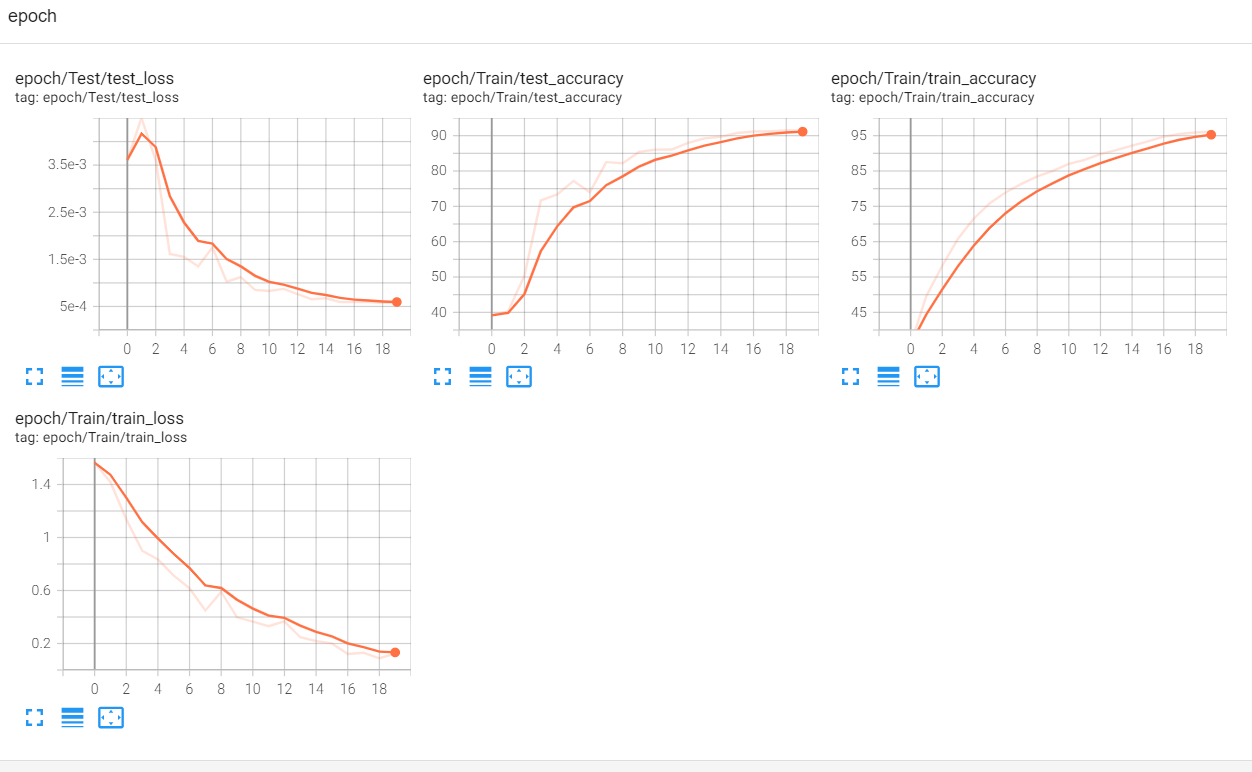 epoch
epoch/Test/test_loss
tag: epoch/Test/test_loss
3.5e-3
2.5e-3
1.5e-3
5e-4
0 2 4 6 8 10 12 14 16 18
epoch/Train/test_accuracy
tag: epoch/Train/test_accuracy
90
80
70
60
50
40
0 2 4 6 8 10 12 14 16 18
epoch/Train/train_accuracy
tag: epoch/Train/train_accuracy
95
85
75
65
55
45
0 2 4 6 8 10 12 14 16 18
epoch/Train/train_loss
tag: epoch/Train/train_loss
1.4
1
0.6
0.2
0 2 4 6 8 10 12 14 16 18